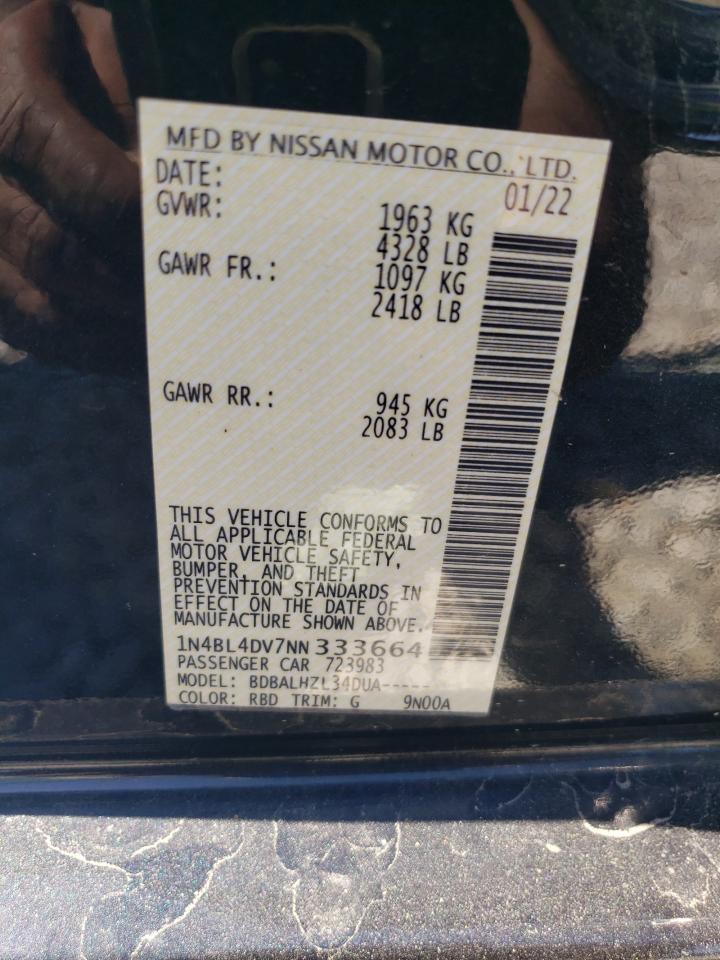 MFD BY NISSAN MOTOR CO., LTD.
DATE: 01/22
GVWR: 1963 KG
4328 LB
GAWR FR.: 1097 KG
2418 LB
GAWR RR.: 945 KG
2083 LB
THIS VEHICLE CONFORMS TO
ALL APPLICABLE FEDERAL
MOTOR VEHICLE SAFETY,
BUMPER, AND THEFT
PREVENTION STANDARDS IN
EFFECT ON THE DATE OF
MANUFACTURE SHOWN ABOVE.
1N4BL4DV7NN 333664
PASSENGER CAR 723983
MODEL: BDBALHZL34DUA-----
COLOR: RBD TRIM: G 9N00A